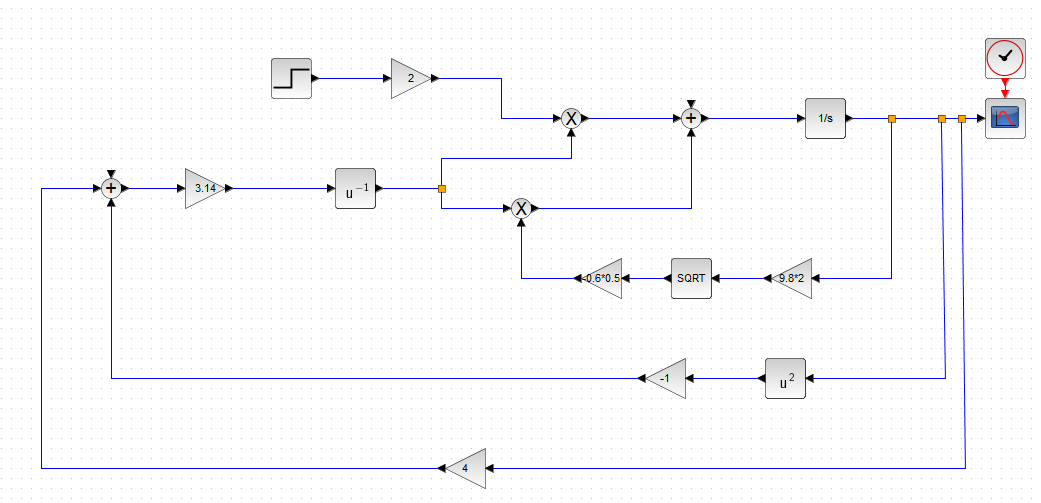 2
X
+
1/s
+
3.14
u⁻¹
X
-0.6*0.5
SQRT
9.8*2
-1
u²
4